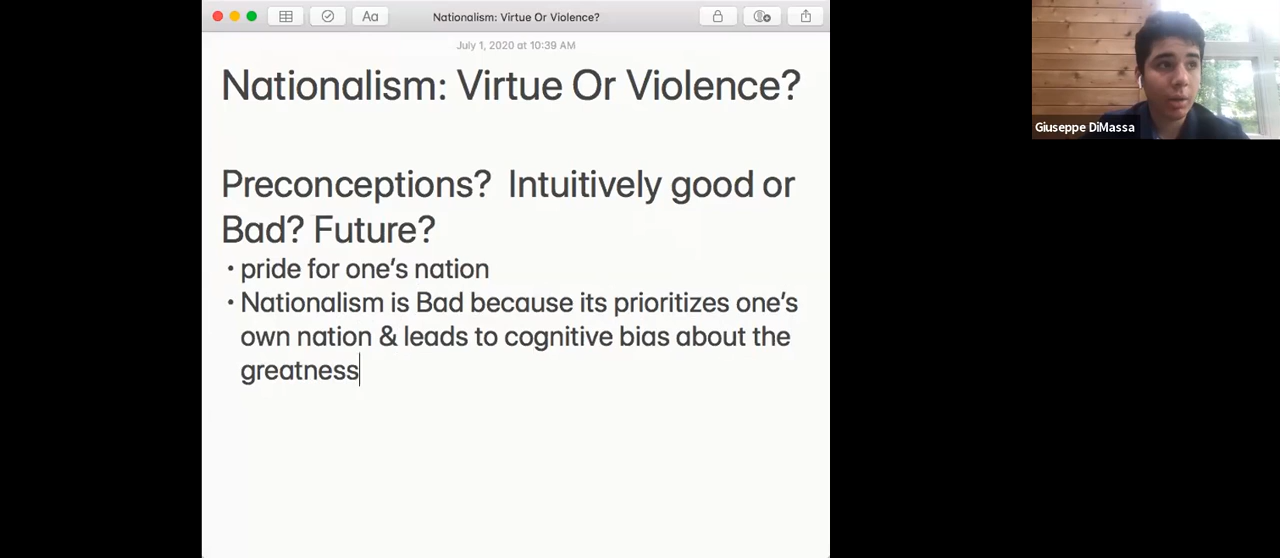 Aa
Nationalism: Virtue Or Violence?
July 1, 2020 at 10:39 AM
Nationalism: Virtue Or Violence?
Preconceptions?  Intuitively good or
Bad? Future?
• pride for one's nation
• Nationalism is Bad because its prioritizes one's
own nation & leads to cognitive bias about the
greatness
Giuseppe DiMassa